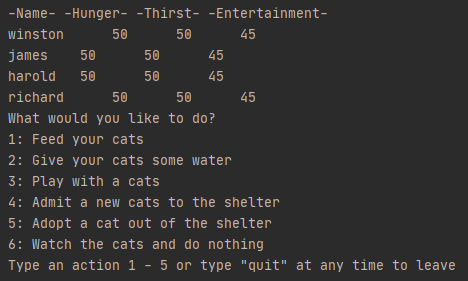 -Name- -Hunger- -Thirst- -Entertainment-
winston      50      50      45
james    50      50      45
harold   50      50      45
richard      50      50      45
What would you like to do?
1: Feed your cats
2: Give your cats some water
3: Play with a cats
4: Admit a new cats to the shelter
5: Adopt a cat out of the shelter
6: Watch the cats and do nothing
Type an action 1 - 5 or type "quit" at any time to leave